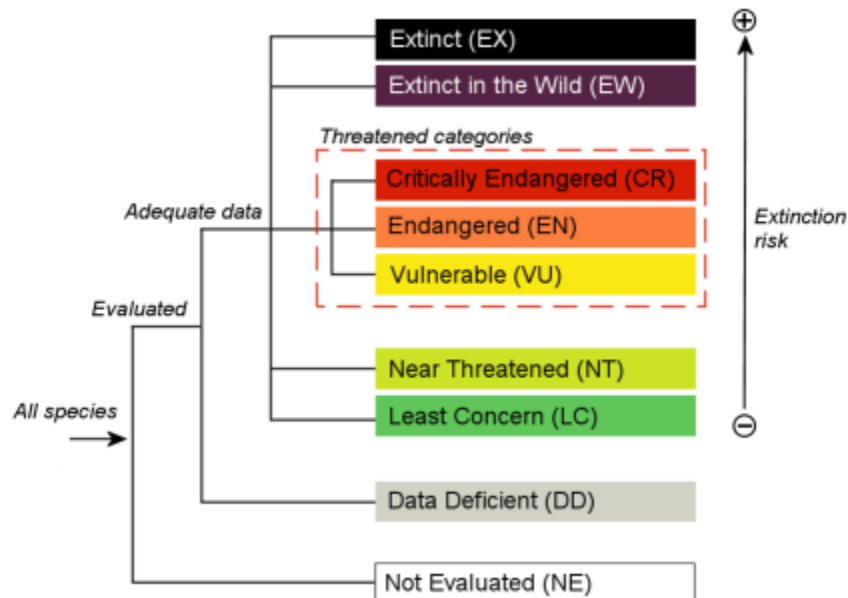 Extinct (EX)
Extinct in the Wild (EW)
Threatened categories
Critically Endangered (CR)
Adequate data
Endangered (EN)
Extinction
risk
Vulnerable (VU)
Evaluated
Near Threatened (NT)
All species
Least Concern (LC)
Data Deficient (DD)
Not Evaluated (NE)